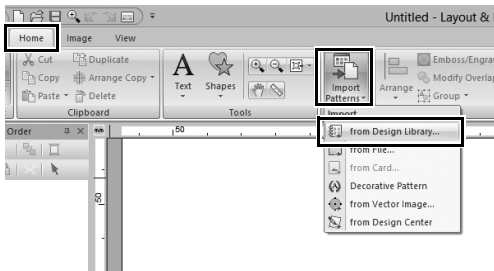 Untitled - Layout &
Home Image View
Cut Duplicate
Copy Arrange Copy
Paste Delete
Clipboard
Text Shapes
Tools
Import Patterns
Arrange
Emboss/Engra
Modify Overlap
Group
Import
Order
mm
50
50
from Design Library...
from File...
from Card...
Decorative Pattern
from Vector Image...
from Design Center